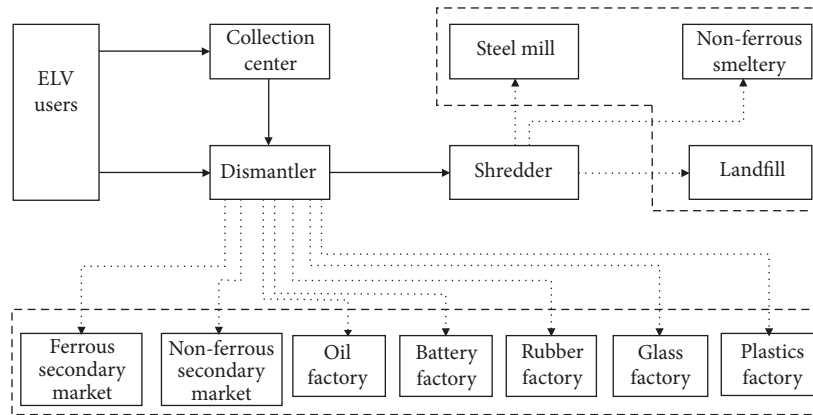 ELV
users
Collection
center
Steel mill
Non-ferrous
smeltery
Dismantler
Shredder
Landfill
Ferrous
secondary
market
Non-ferrous
secondary
market
Oil
factory
Battery
factory
Rubber
factory
Glass
factory
Plastics
factory